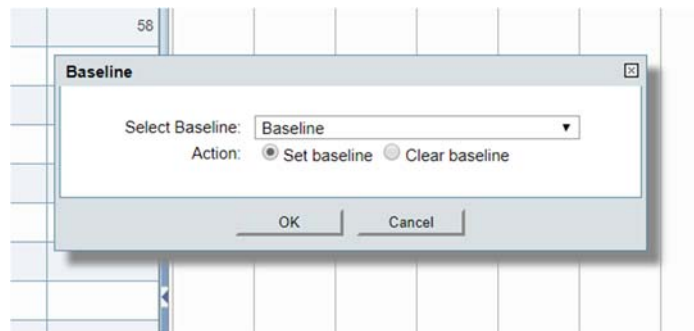 58
Baseline
Select Baseline: Baseline
Action: Set baseline Clear baseline
OK Cancel